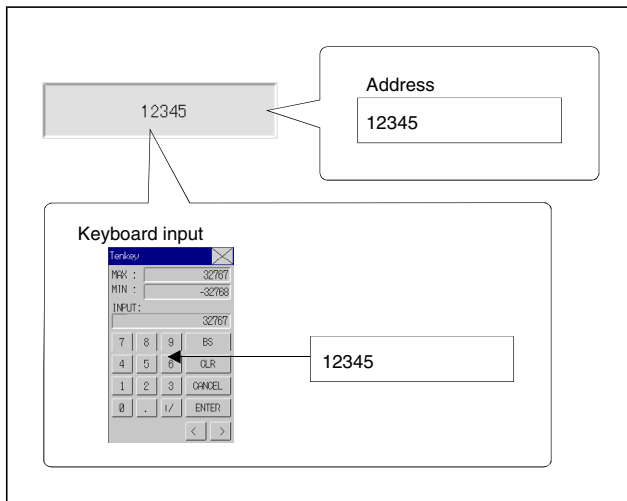 12345
Address
12345
Keyboard input
Tenkey
MAX : 32767
MIN : -32768
INPUT:
32767
7 8 9 BS
4 5 6 CLR
1 2 3 CANCEL
0 . +/- ENTER
< >
12345